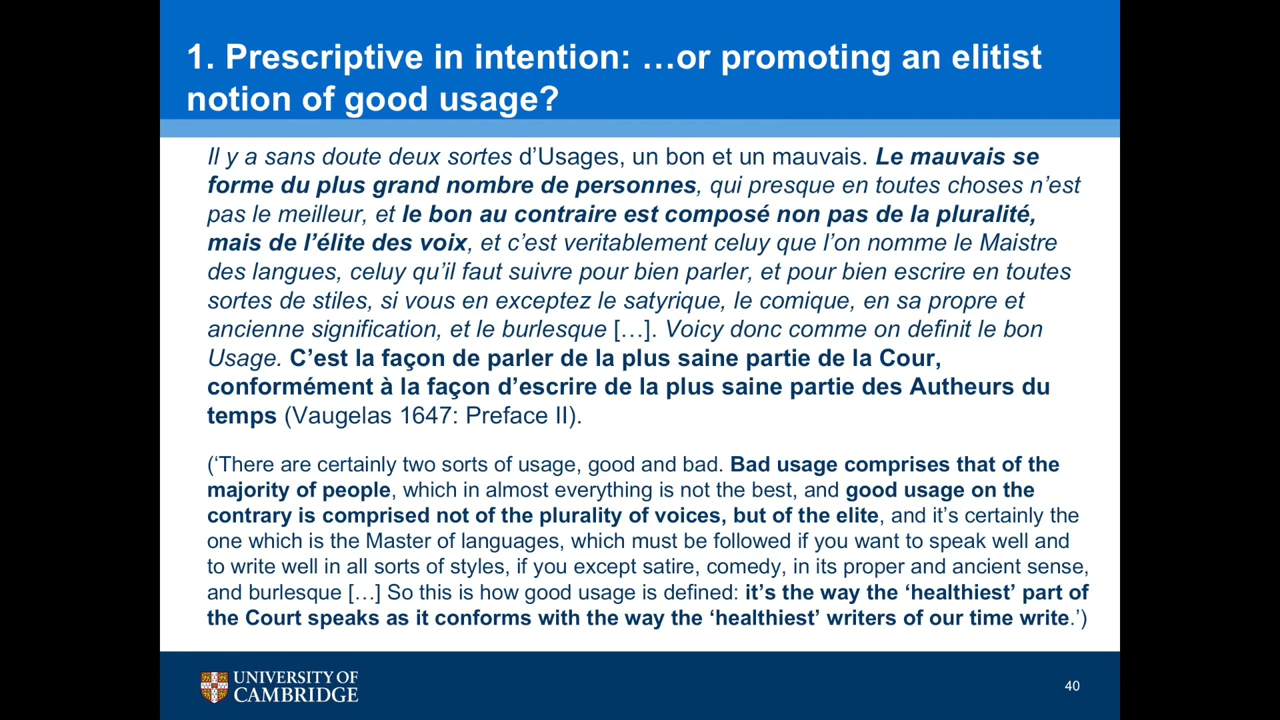 1. Prescriptive in intention: …or promoting an elitist
notion of good usage?
Il y a sans doute deux sortes d’Usages, un bon et un mauvais. Le mauvais se
forme du plus grand nombre de personnes, qui presque en toutes choses n’est
pas le meilleur, et le bon au contraire est composé non pas de la pluralité,
mais de l’élite des voix, et c’est veritablement celuy que l’on nomme le Maistre
des langues, celuy qu’il faut suivre pour bien parler, et pour bien escrire en toutes
sortes de stiles, si vous en exceptez le satyrique, le comique, en sa propre et
ancienne signification, et le burlesque […]. Voicy donc comme on definit le bon
Usage. C’est la façon de parler de la plus saine partie de la Cour,
conformément à la façon d’escrire de la plus saine partie des Autheurs du
temps (Vaugelas 1647: Preface II).
(‘There are certainly two sorts of usage, good and bad. Bad usage comprises that of the
majority of people, which in almost everything is not the best, and good usage on the
contrary is comprised not of the plurality of voices, but of the elite, and it’s certainly the
one which is the Master of languages, which must be followed if you want to speak well and
to write well in all sorts of styles, if you except satire, comedy, in its proper and ancient sense,
and burlesque […] So this is how good usage is defined: it’s the way the ‘healthiest’ part of
the Court speaks as it conforms with the way the ‘healthiest’ writers of our time write.’)
UNIVERSITY OF
CAMBRIDGE
40